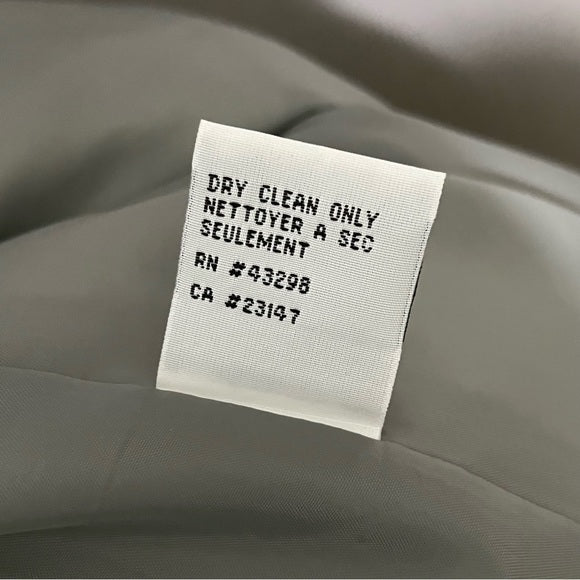 DRY CLEAN ONLY
NETTOYER A SEC
SEULEMENT
RN #43298
CA #23147